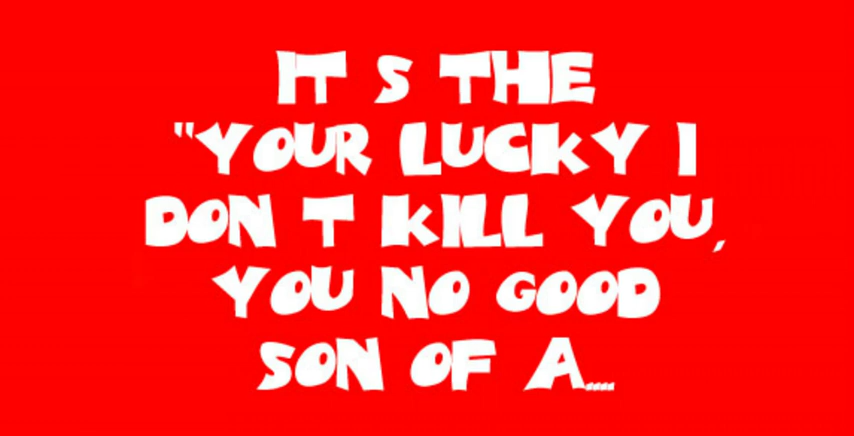 IT S THE
"YOUR LUCKY I
DON T KILL YOU,
YOU NO GOOD
SON OF A....